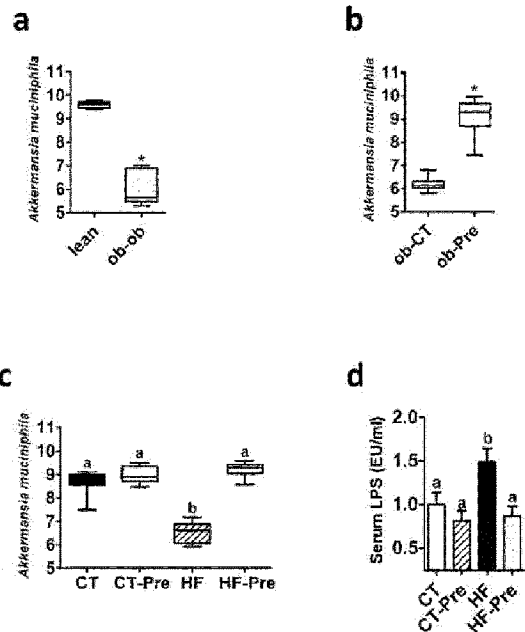 a
Akkermansia muciniphila
11
10
9
8
7
6
5
*
lean
ob-ob
b
Akkermansia muciniphila
11
10
9
8
7
6
5
*
ob-CT
ob-Pre
c
Akkermansia muciniphila
11
10
9
8
7
6
5
a
a
b
a
CT
CT-Pre
HF
HF-Pre
d
Serum LPS (EU/ml)
2.0
1.5
1.0
0.5
a
a
b
a
CT
CT-Pre
HF
HF-Pre